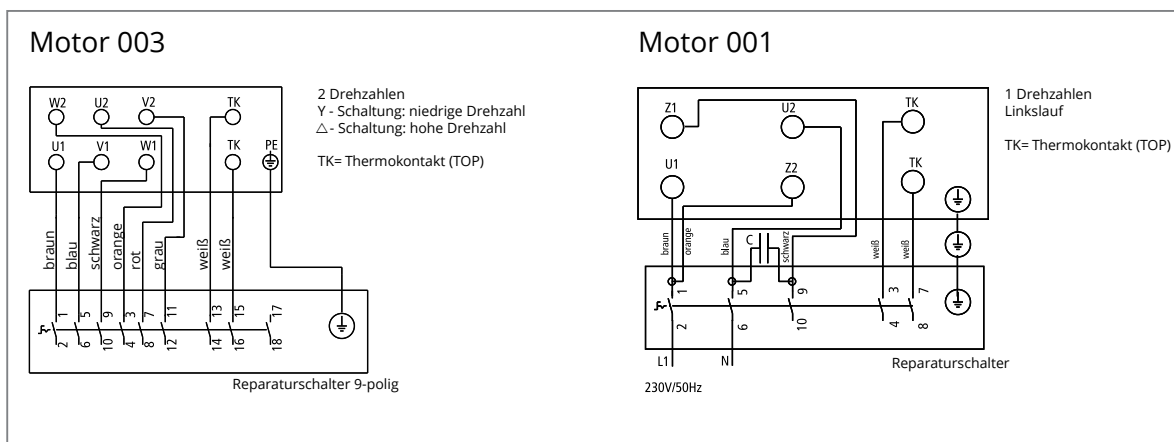 Motor 003
W2 U2 V2 TK
U1 V1 W1 TK PE
2 Drehzahlen
Y - Schaltung: niedrige Drehzahl
△ - Schaltung: hohe Drehzahl
TK= Thermokontakt (TOP)
braun
blau
schwarz
orange
rot
grau
weiß
weiß
1 5 9 3 7 11 13 15 17
2 6 10 4 8 12 14 16 18
Reparaturschalter 9-polig
Motor 001
Z1 U2 TK
U1 Z2 TK
1 Drehzahlen
Linkslauf
TK= Thermokontakt (TOP)
braun
orange
blau
C
schwarz
weiß
weiß
1 5 9 3 7
2 6 10 4 8
L1 N
Reparaturschalter
230V/50Hz